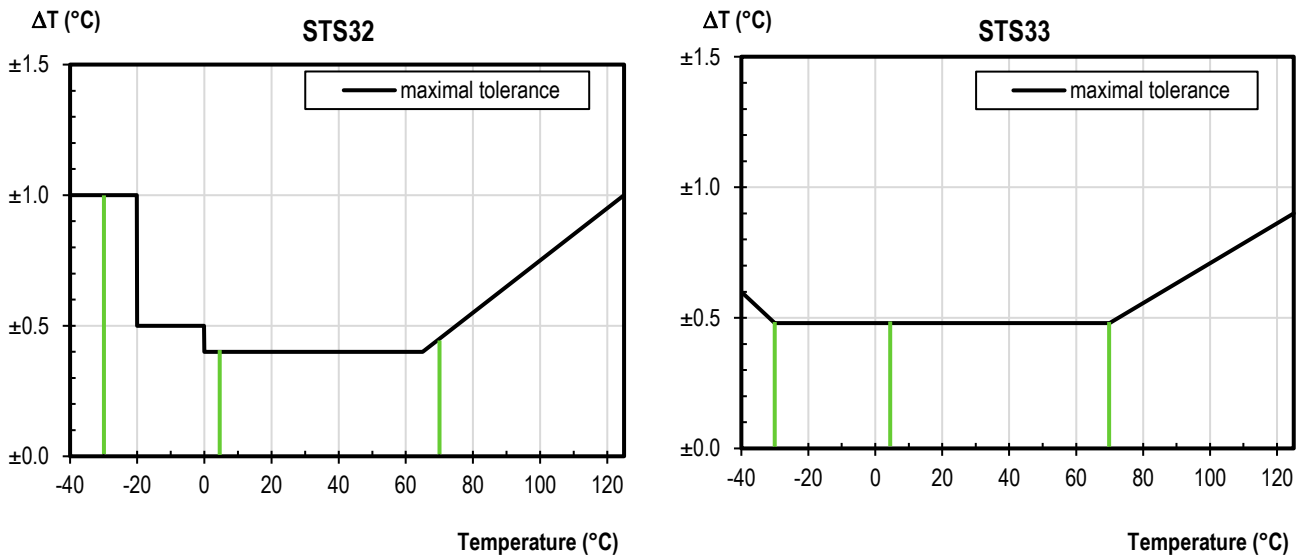 ΔT (°C)
STS32
maximal tolerance
±1.5
±1.0
±0.5
±0.0
-40 -20 0 20 40 60 80 100 120
Temperature (°C)
ΔT (°C)
STS33
maximal tolerance
±1.5
±1.0
±0.5
±0.0
-40 -20 0 20 40 60 80 100 120
Temperature (°C)